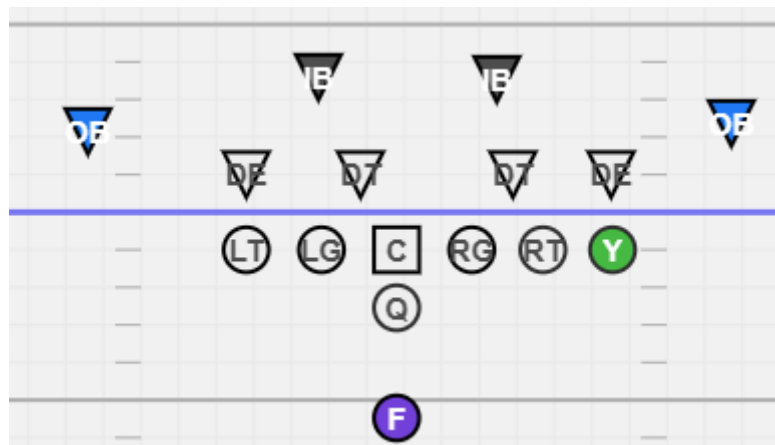 IB IB
OB OB
DE DT DT DE
LT LG C RG RT Y
Q
F